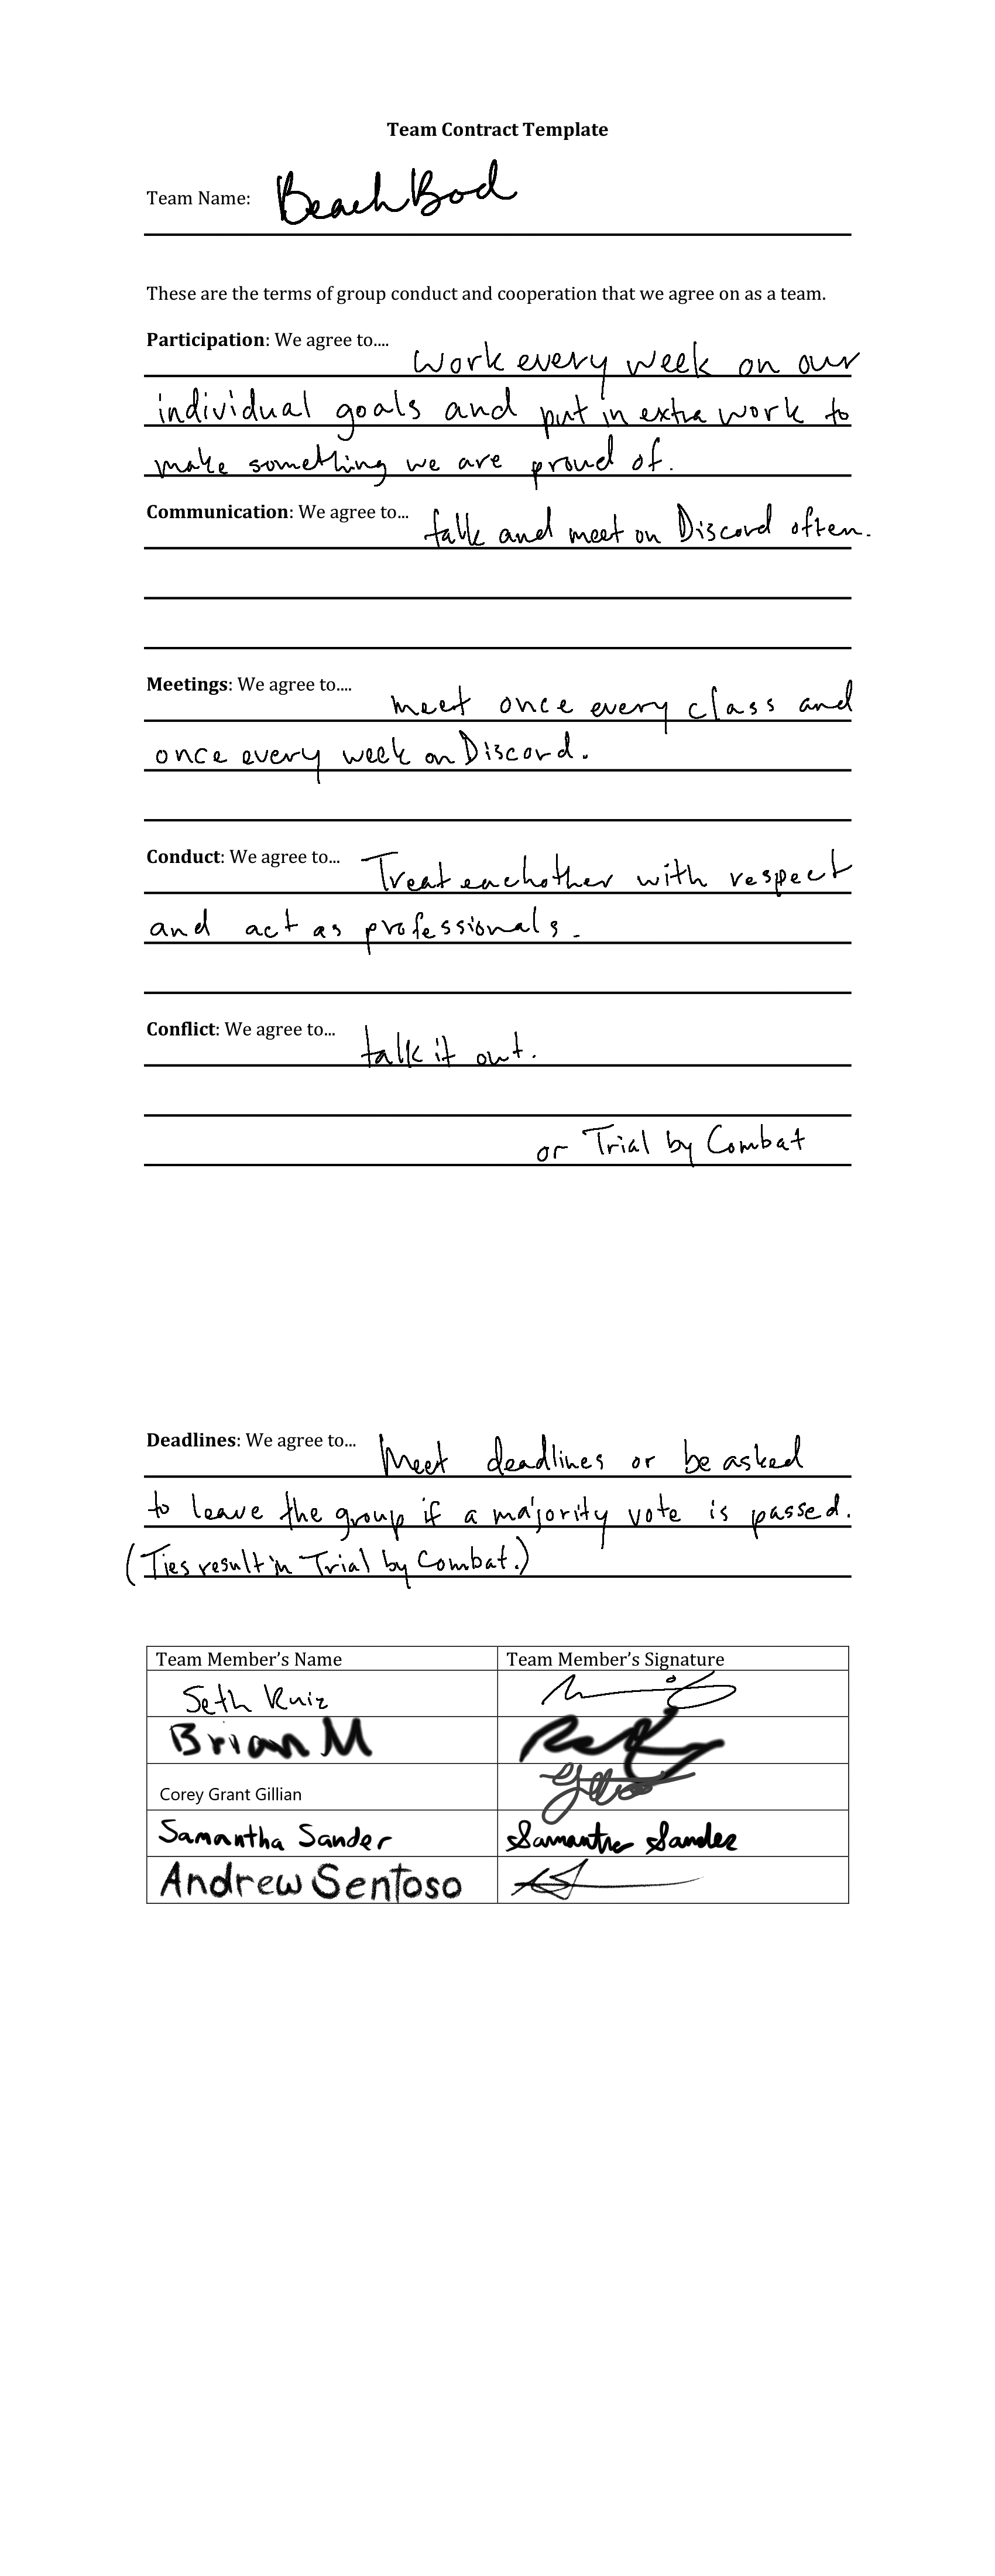 Team Contract Template
Team Name: BeachBod
These are the terms of group conduct and cooperation that we agree on as a team.
Participation: We agree to.... work every week on our
individual goals and put in extra work to
make something we are proud of.
Communication: We agree to... talk and meet on Discord often.
Meetings: We agree to.... meet once every class and
once every week on Discord.
Conduct: We agree to... Treat eachother with respect
and act as professionals.
Conflict: We agree to... talk it out.
or Trial by Combat
Deadlines: We agree to... Meet deadlines or be asked
to leave the group if a majority vote is passed.
(Ties result in Trial by Combat.)
Team Member's Name Team Member's Signature
Seth Ruiz
Brian M
Corey Grant Gillian
Samantha Sander Samantha Sander
Andrew Sentoso